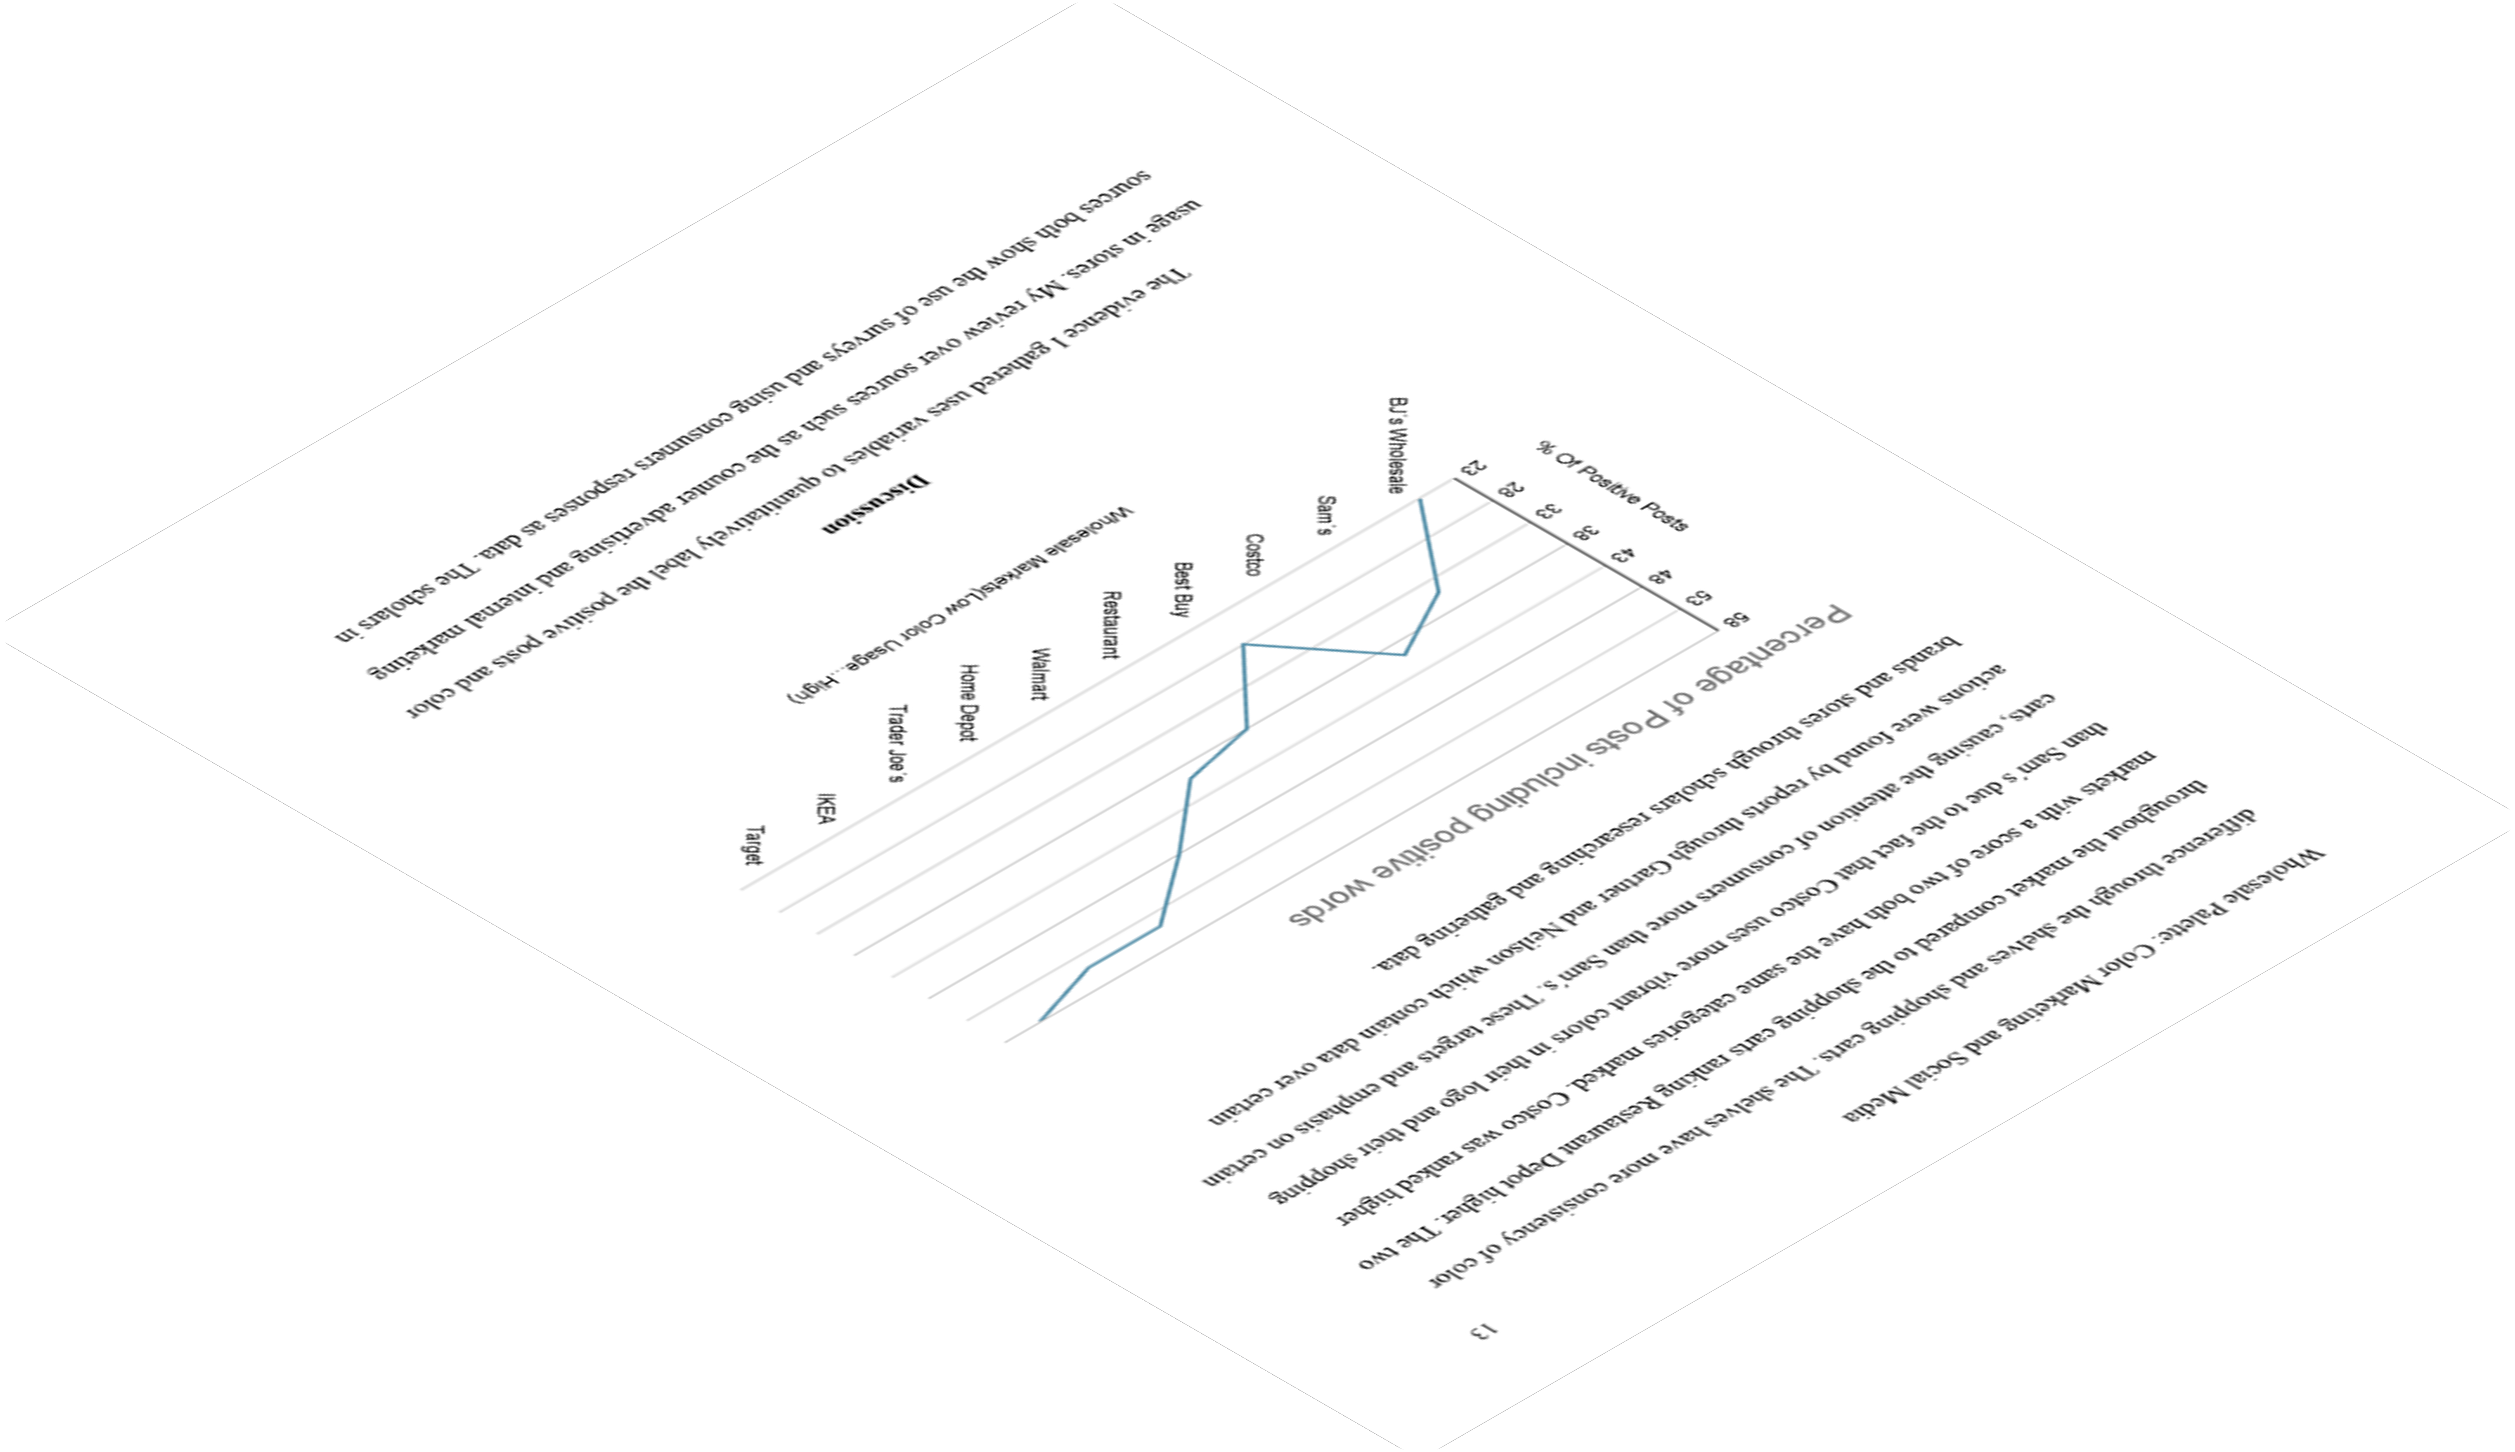 Wholesale Palette: Color Marketing and Social Media
13
difference through the shelves and shopping carts. The shelves have more consistency of color
throughout the market compared to the shopping carts ranking Restaurant Depot higher. The two
markets with a score of two both have the same categories marked. Costco was ranked higher
than Sam's due to the fact that Costco uses more vibrant colors in their logo and their shopping
carts, causing the attention of consumers more than Sam's. These targets and emphasis on certain
actions were found by reports through Gartner and Neilson which contain data over certain
brands and stores through scholars researching and gathering data.
Percentage of Posts including positive words
% Of Positive Posts
58
53
48
43
38
33
28
23
BJ's Wholesale
Sam's
Costco
Best Buy
Restaurant
Walmart
Home Depot
Trader Joe's
IKEA
Target
Wholesale Markets(Low Color Usage...High)
Discussion
The evidence I gathered uses variables to quantitatively label the positive posts and color
usage in stores. My review over sources such as the counter advertising and internal marketing
sources both show the use of surveys and using consumers responses as data. The scholars in